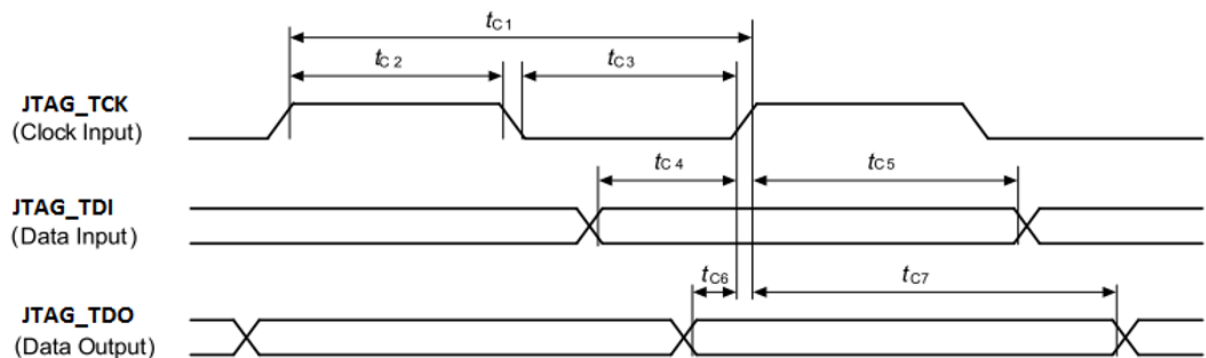 tC1
tC2 tC3
JTAG_TCK
(Clock Input)
tC4 tC5
JTAG_TDI
(Data Input)
tC6 tC7
JTAG_TDO
(Data Output)